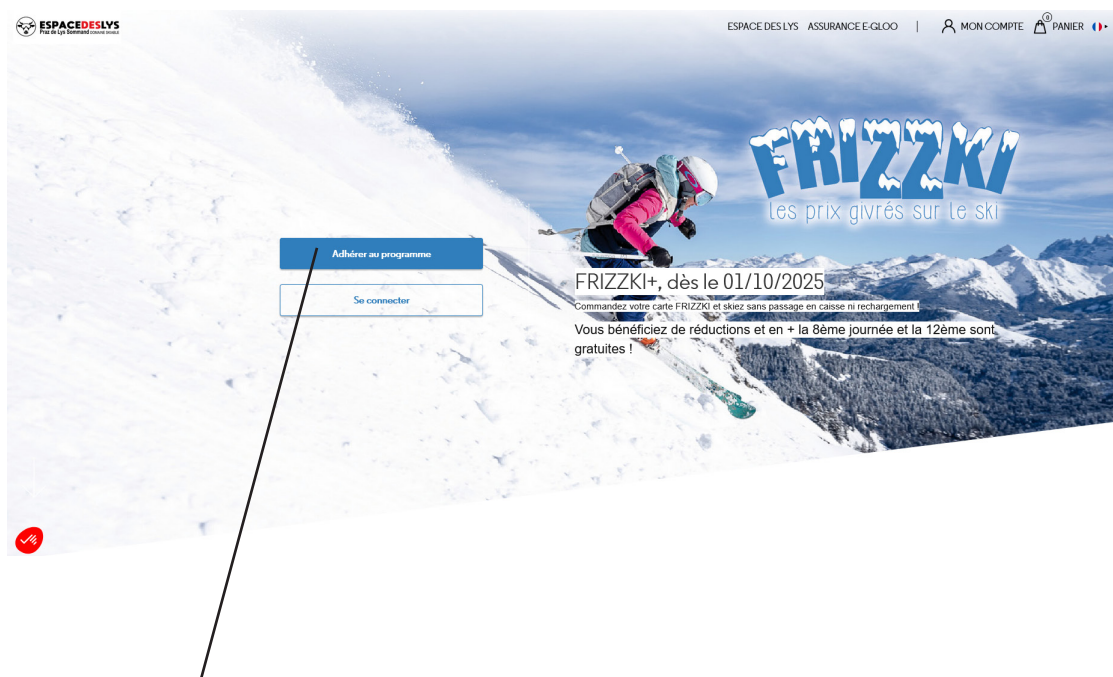 ESPACEDESLYS
Praz de Lys Sommand DOMAINE SKIABLE
ESPACE DES LYS ASSURANCE E-GLOO | MON COMPTE 0 PANIER
FRIZZKI
Les prix givrés sur le ski
Adhérer au programme
Se connecter
FRIZZKI+, dès le 01/10/2025
Commandez votre carte FRIZZKI et skiez sans passage en caisse ni rechargement !
Vous bénéficiez de réductions et en + la 8ème journée et la 12ème sont
gratuites !